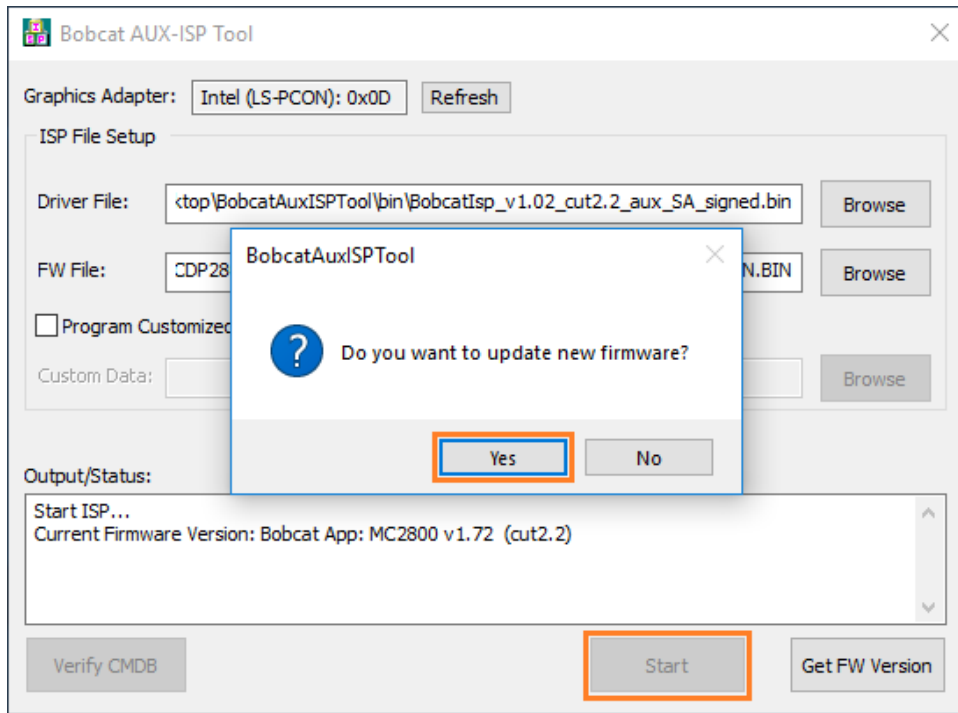 Bobcat AUX-ISP Tool
Graphics Adapter: Intel (LS-PCON): 0x0D Refresh
ISP File Setup
Driver File: <top\BobcatAuxISPTool\bin\BobcatIsp_v1.02_cut2.2_aux_SA_signed.bin Browse
BobcatAuxISPTool
FW File: CDP28 N.BIN Browse
Program Customized
Do you want to update new firmware?
Custom Data: Browse
Yes No
Output/Status:
Start ISP...
Current Firmware Version: Bobcat App: MC2800 v1.72 (cut2.2)
Verify CMDB Start Get FW Version